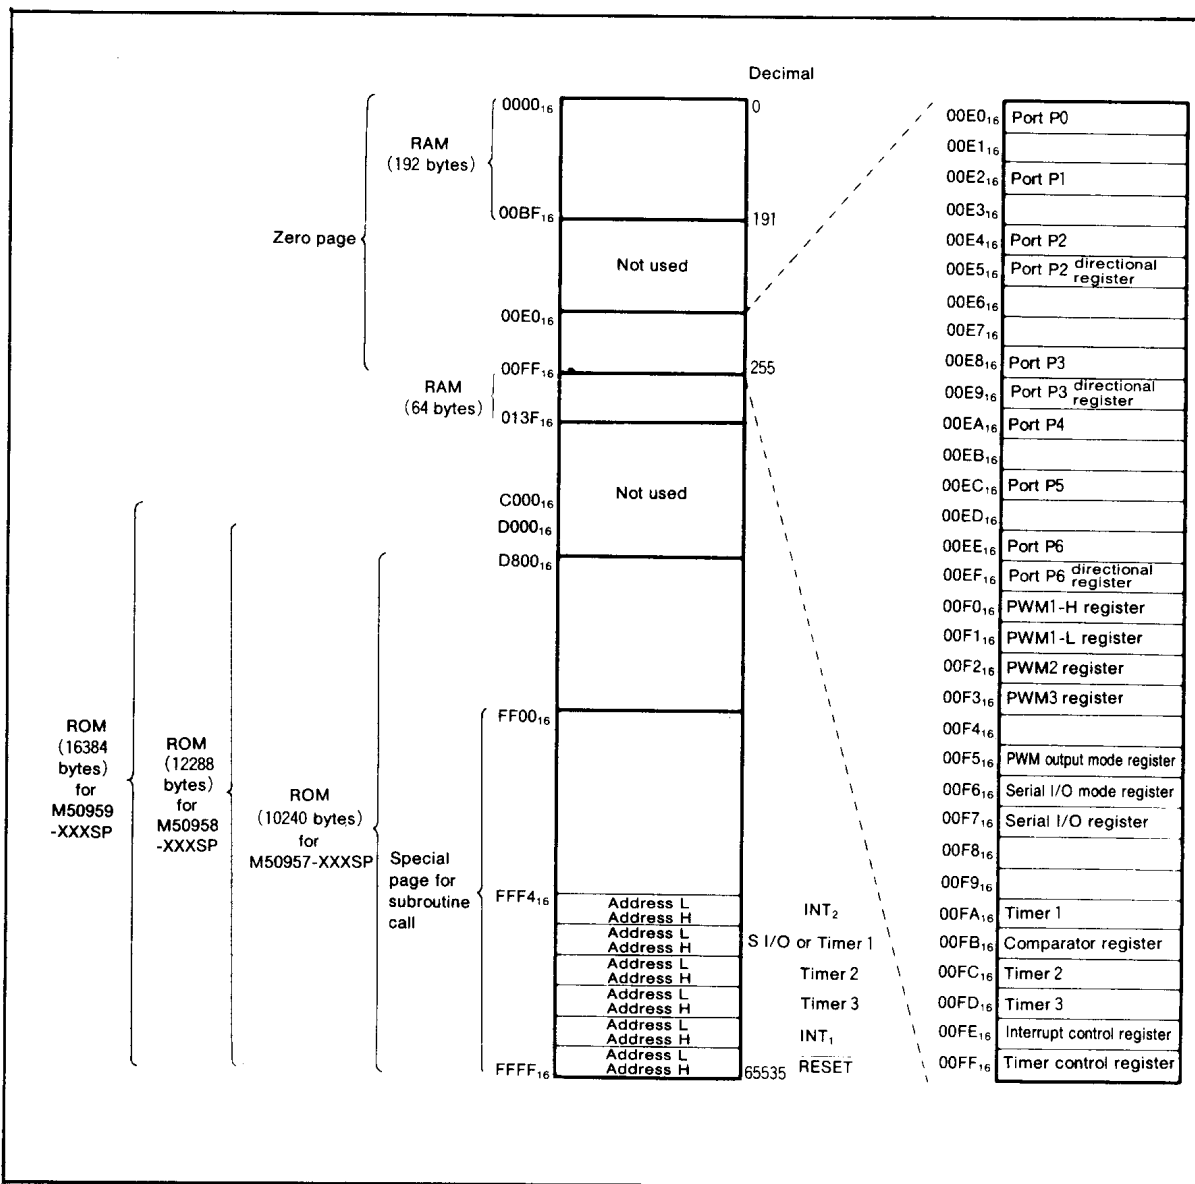 Decimal
0000₁₆
0
RAM
(192 bytes)
00BF₁₆
191
Zero page
Not used
00E0₁₆
00FF₁₆
255
RAM
(64 bytes)
013F₁₆
Not used
C000₁₆
D000₁₆
D800₁₆
ROM
(16384
bytes)
for
M50959
-XXXSP
ROM
(12288
bytes)
for
M50958
-XXXSP
ROM
(10240 bytes)
for
M50957-XXXSP
Special
page for
subroutine
call
FF00₁₆
FFF4₁₆
Address L
Address H
INT₂
Address L
Address H
S I/O or Timer 1
Address L
Address H
Timer 2
Address L
Address H
Timer 3
Address L
Address H
INT₁
Address L
Address H
RESET
FFFF₁₆
65535
00E0₁₆ Port P0
00E1₁₆
00E2₁₆ Port P1
00E3₁₆
00E4₁₆ Port P2
00E5₁₆ Port P2 directional register
00E6₁₆
00E7₁₆
00E8₁₆ Port P3
00E9₁₆ Port P3 directional register
00EA₁₆ Port P4
00EB₁₆
00EC₁₆ Port P5
00ED₁₆
00EE₁₆ Port P6
00EF₁₆ Port P6 directional register
00F0₁₆ PWM1-H register
00F1₁₆ PWM1-L register
00F2₁₆ PWM2 register
00F3₁₆ PWM3 register
00F4₁₆
00F5₁₆ PWM output mode register
00F6₁₆ Serial I/O mode register
00F7₁₆ Serial I/O register
00F8₁₆
00F9₁₆
00FA₁₆ Timer 1
00FB₁₆ Comparator register
00FC₁₆ Timer 2
00FD₁₆ Timer 3
00FE₁₆ Interrupt control register
00FF₁₆ Timer control register